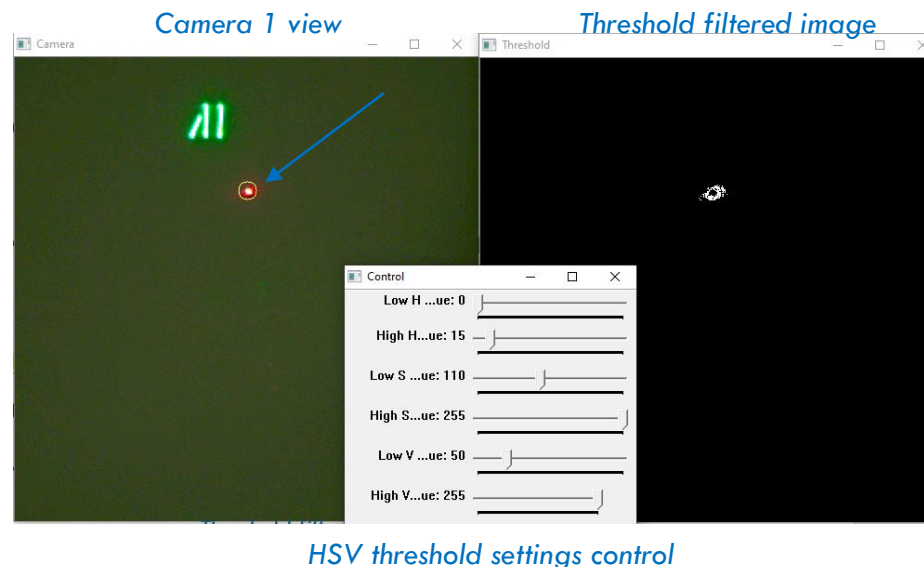 Camera 1 view
Threshold filtered image
Camera
Threshold
Control
Low H ...ue: 0
High H...ue: 15
Low S ...ue: 110
High S...ue: 255
Low V ...ue: 50
High V...ue: 255
HSV threshold settings control